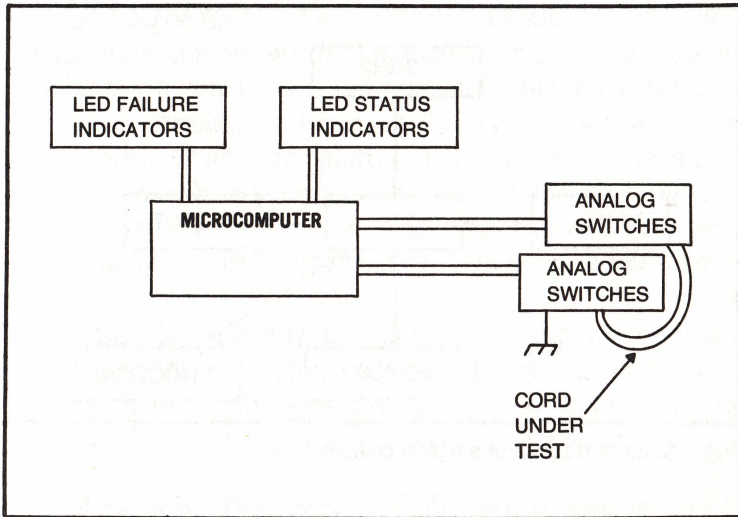 LED FAILURE
INDICATORS
LED STATUS
INDICATORS
MICROCOMPUTER
ANALOG
SWITCHES
ANALOG
SWITCHES
CORD
UNDER
TEST